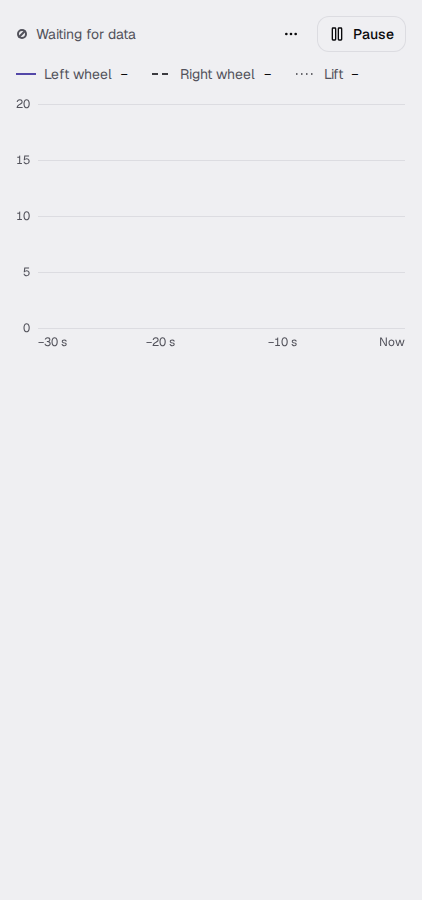 Waiting for data
Pause
Left wheel –
Right wheel –
Lift –
20
15
10
5
0
−30 s
−20 s
−10 s
Now